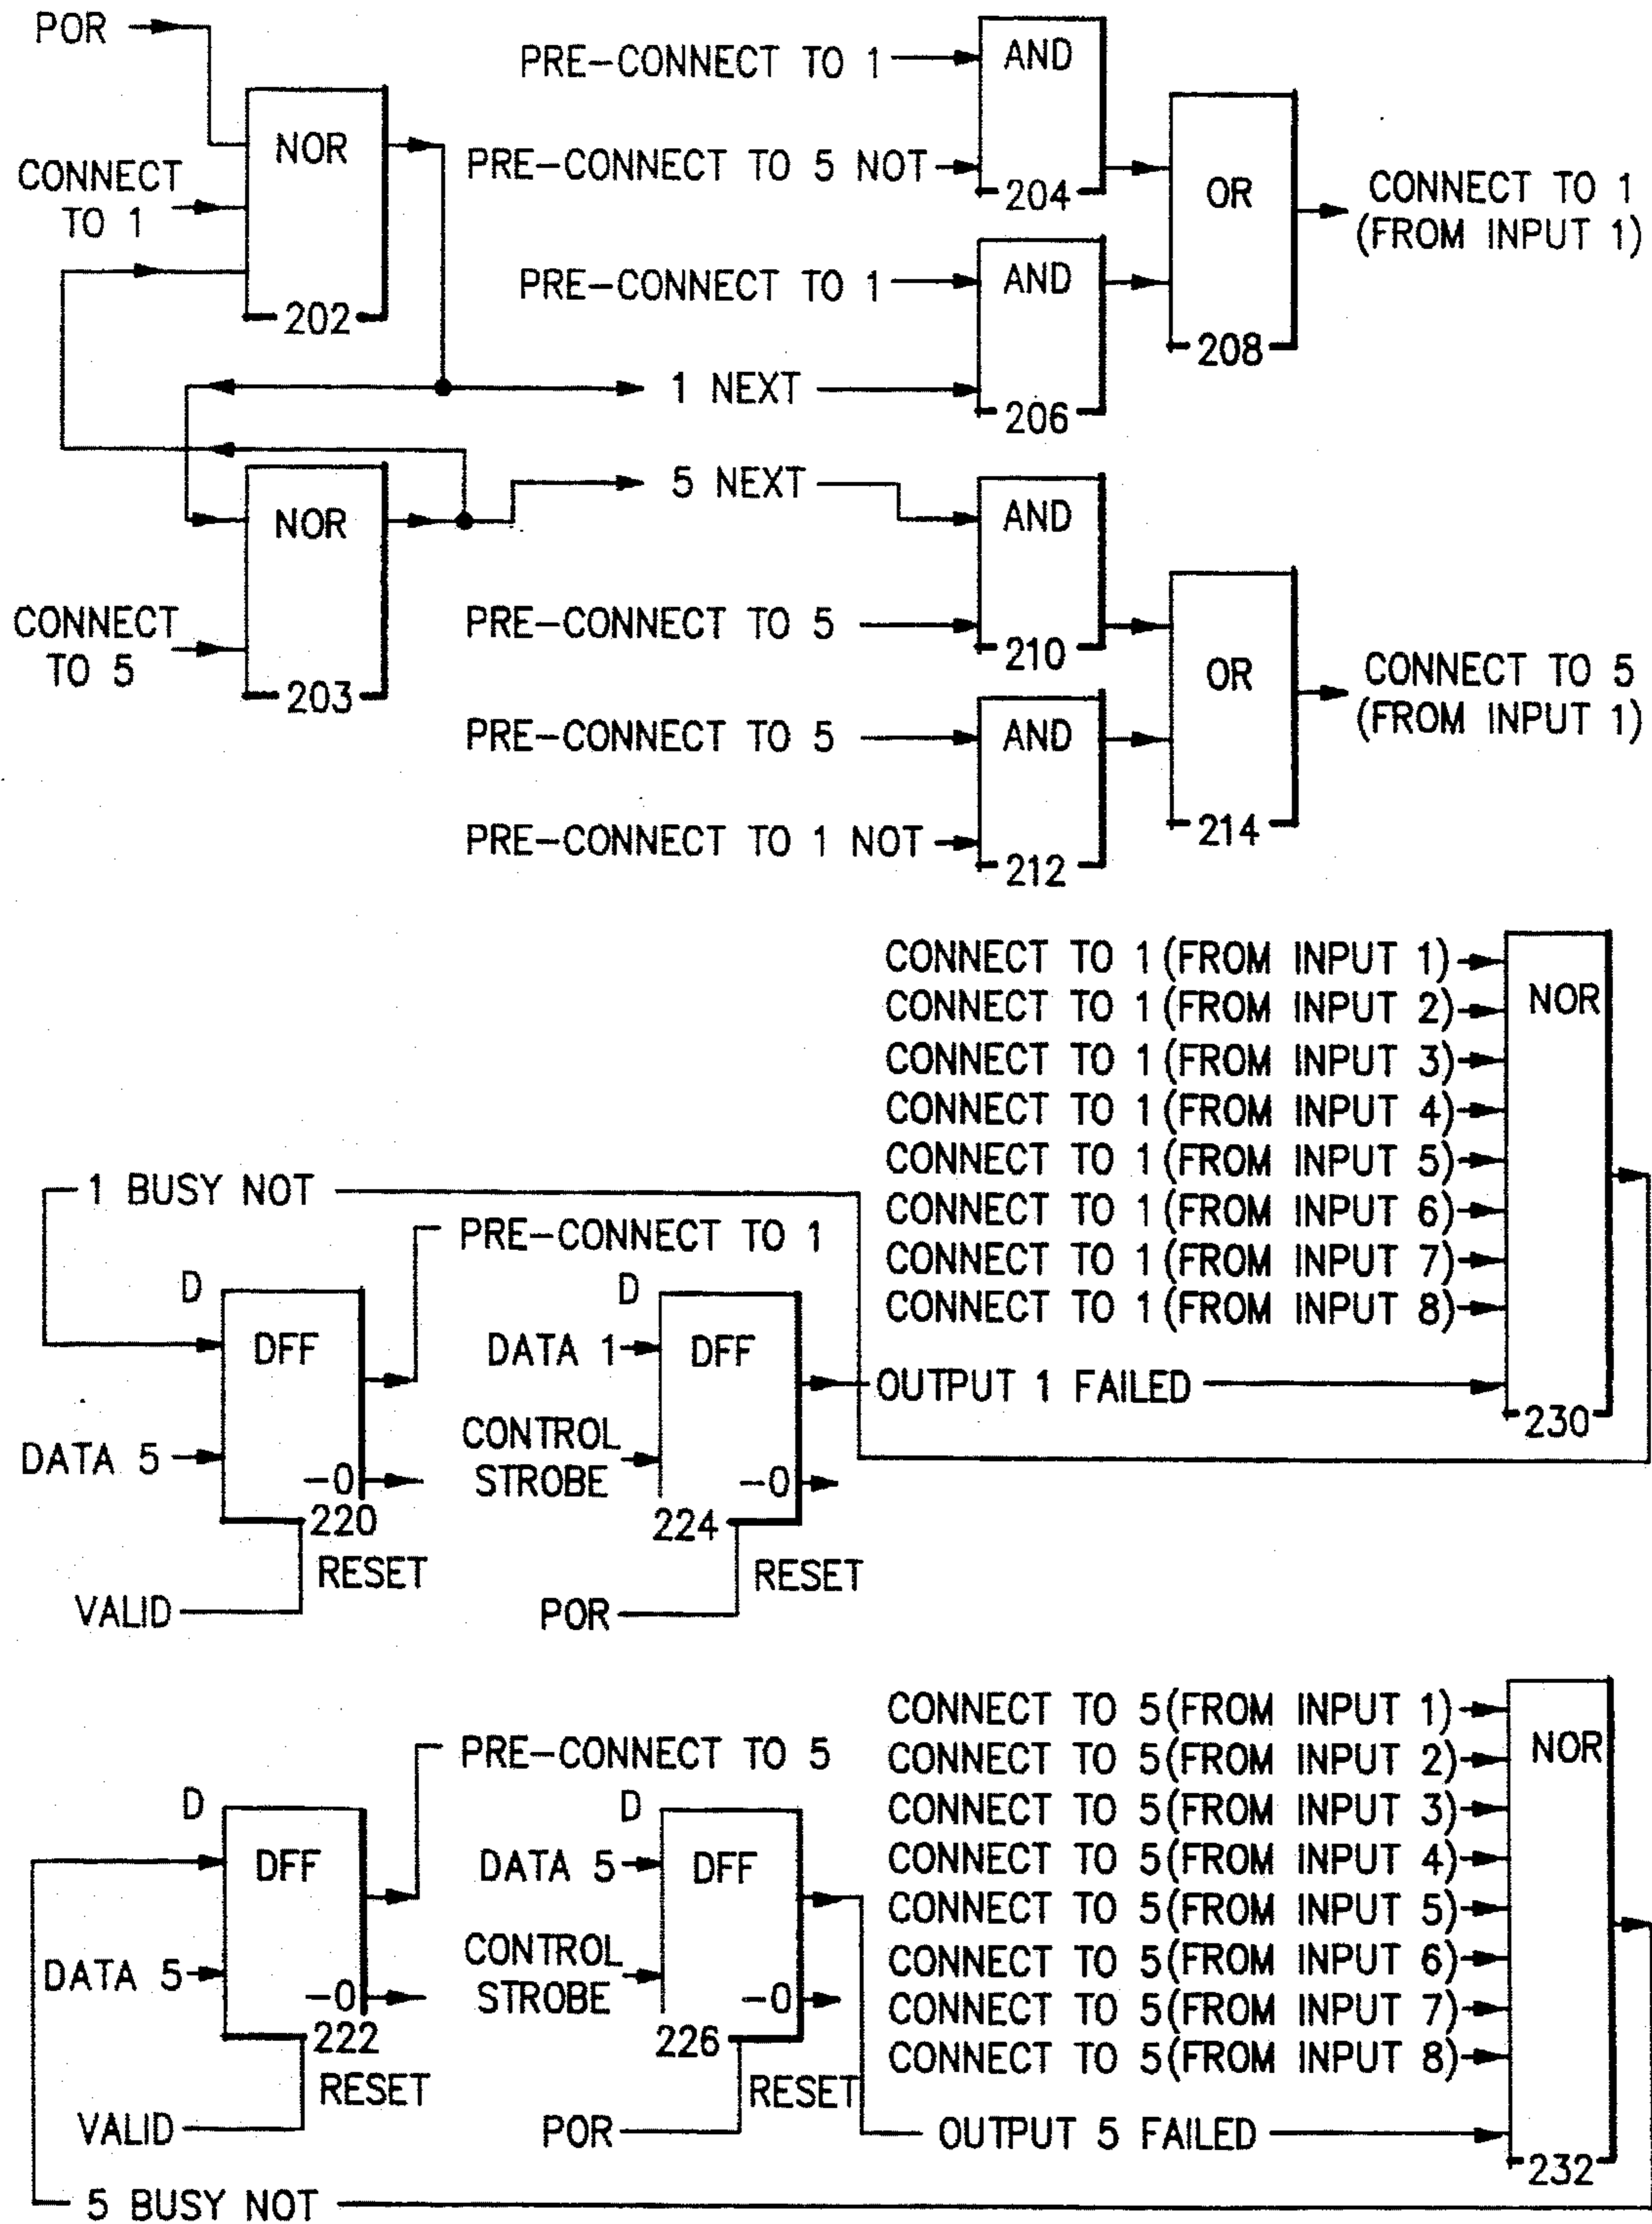 POR
NOR
CONNECT
TO 1
202
PRE-CONNECT TO 1
AND
PRE-CONNECT TO 5 NOT
204
OR
CONNECT TO 1
(FROM INPUT 1)
PRE-CONNECT TO 1
AND
208
1 NEXT
206
5 NEXT
NOR
AND
CONNECT
TO 5
203
PRE-CONNECT TO 5
210
OR
CONNECT TO 5
(FROM INPUT 1)
PRE-CONNECT TO 5
AND
PRE-CONNECT TO 1 NOT
212
214
CONNECT TO 1(FROM INPUT 1)
CONNECT TO 1(FROM INPUT 2)
CONNECT TO 1(FROM INPUT 3)
CONNECT TO 1(FROM INPUT 4)
CONNECT TO 1(FROM INPUT 5)
CONNECT TO 1(FROM INPUT 6)
CONNECT TO 1(FROM INPUT 7)
CONNECT TO 1(FROM INPUT 8)
NOR
1 BUSY NOT
PRE-CONNECT TO 1
D
DFF
DATA 5
-0
220
RESET
VALID
D
DATA 1
DFF
CONTROL
STROBE
-0
224
RESET
POR
OUTPUT 1 FAILED
230
CONNECT TO 5(FROM INPUT 1)
CONNECT TO 5(FROM INPUT 2)
CONNECT TO 5(FROM INPUT 3)
CONNECT TO 5(FROM INPUT 4)
CONNECT TO 5(FROM INPUT 5)
CONNECT TO 5(FROM INPUT 6)
CONNECT TO 5(FROM INPUT 7)
CONNECT TO 5(FROM INPUT 8)
NOR
PRE-CONNECT TO 5
D
DFF
DATA 5
-0
222
RESET
VALID
D
DATA 5
DFF
CONTROL
STROBE
-0
226
RESET
POR
OUTPUT 5 FAILED
232
5 BUSY NOT